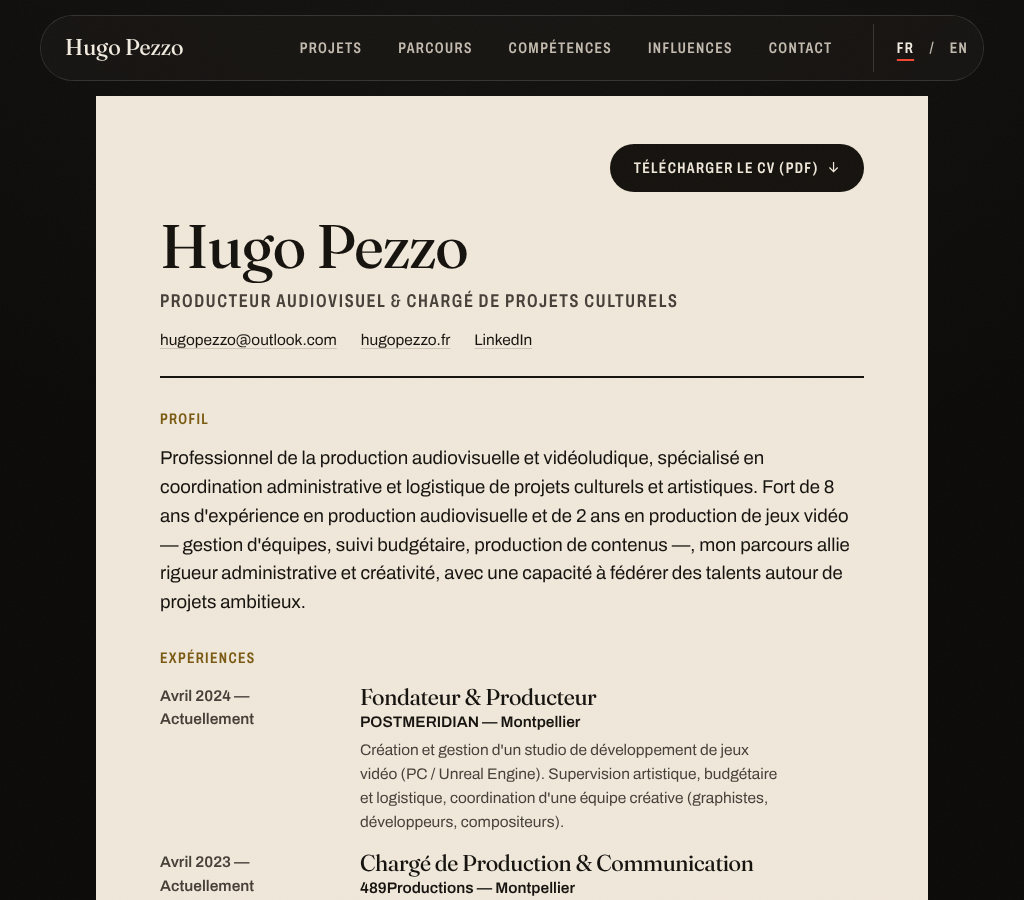 Hugo Pezzo
PROJETS PARCOURS COMPÉTENCES INFLUENCES CONTACT FR / EN
TÉLÉCHARGER LE CV (PDF) ↓
Hugo Pezzo
PRODUCTEUR AUDIOVISUEL & CHARGÉ DE PROJETS CULTURELS
hugopezzo@outlook.com hugopezzo.fr LinkedIn
PROFIL
Professionnel de la production audiovisuelle et vidéoludique, spécialisé en
coordination administrative et logistique de projets culturels et artistiques. Fort de 8
ans d'expérience en production audiovisuelle et de 2 ans en production de jeux vidéo
— gestion d'équipes, suivi budgétaire, production de contenus —, mon parcours allie
rigueur administrative et créativité, avec une capacité à fédérer des talents autour de
projets ambitieux.
EXPÉRIENCES
Avril 2024 —
Actuellement
Fondateur & Producteur
POSTMERIDIAN — Montpellier
Création et gestion d'un studio de développement de jeux
vidéo (PC / Unreal Engine). Supervision artistique, budgétaire
et logistique, coordination d'une équipe créative (graphistes,
développeurs, compositeurs).
Avril 2023 —
Actuellement
Chargé de Production & Communication
489Productions — Montpellier